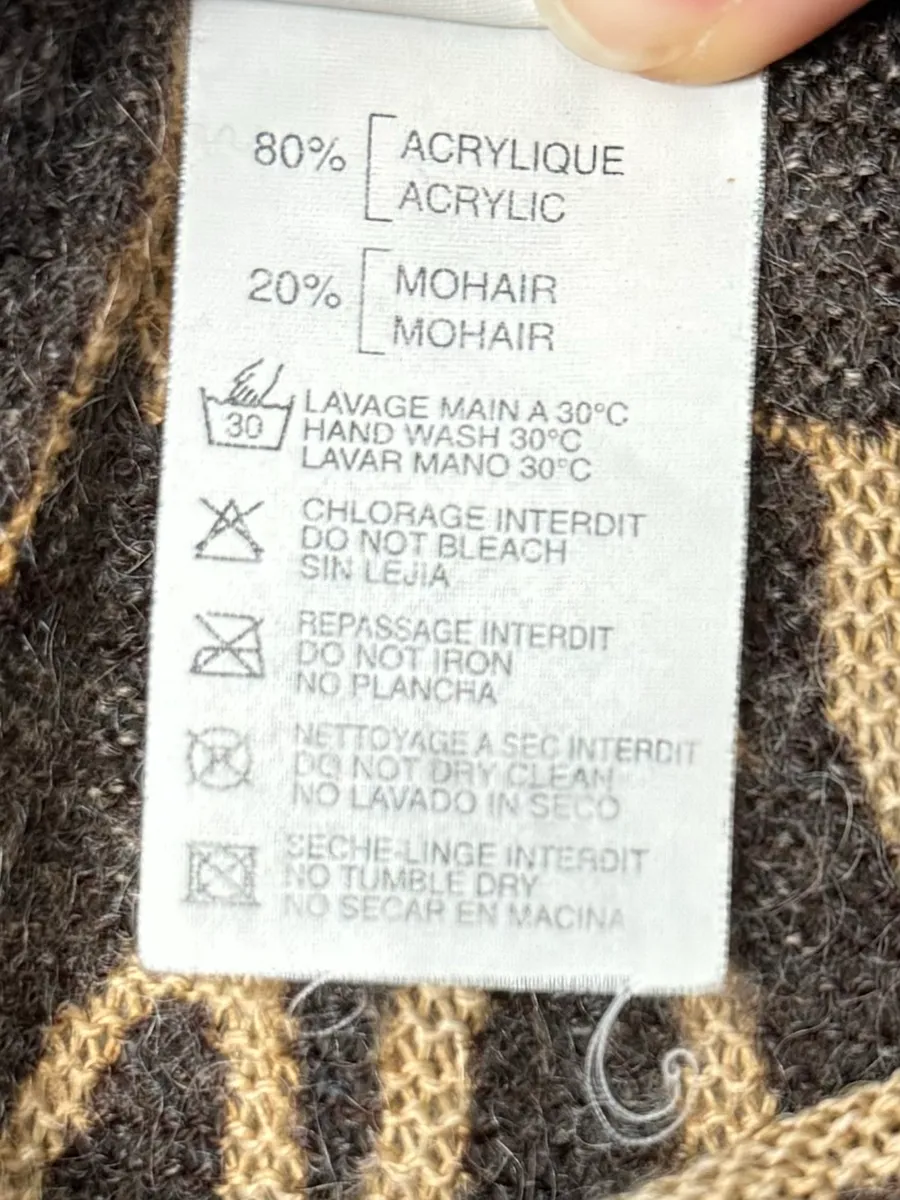 80% ACRYLIQUE
ACRYLIC
20% MOHAIR
MOHAIR
30 LAVAGE MAIN A 30°C
HAND WASH 30°C
LAVAR MANO 30°C
CHLORAGE INTERDIT
DO NOT BLEACH
SIN LEJIA
REPASSAGE INTERDIT
DO NOT IRON
NO PLANCHA
NETTOYAGE A SEC INTERDIT
DO NOT DRY CLEAN
NO LAVADO IN SECO
SECHE-LINGE INTERDIT
NO TUMBLE DRY
NO SECAR EN MACINA